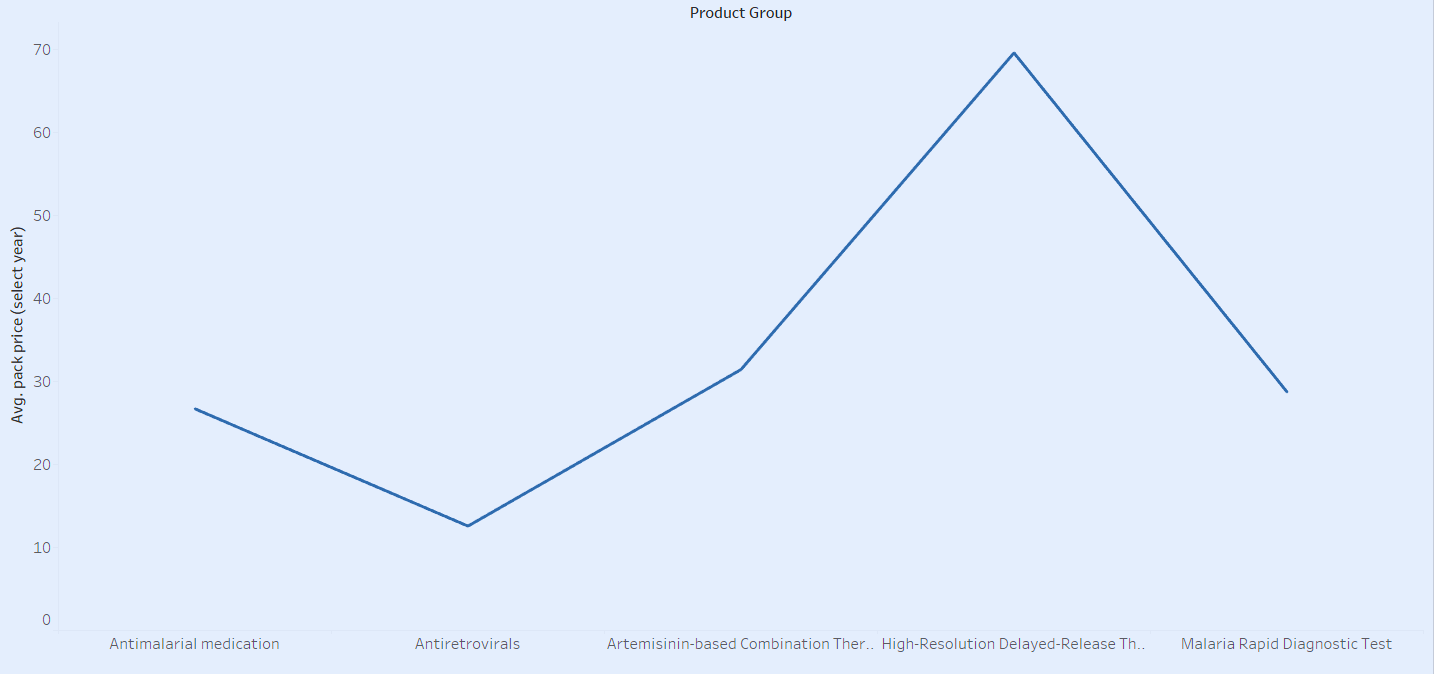 Product Group
Avg. pack price (select year)
70
60
50
40
30
20
10
0
Antimalarial medication
Antiretrovirals
Artemisinin-based Combination Ther..
High-Resolution Delayed-Release Th..
Malaria Rapid Diagnostic Test